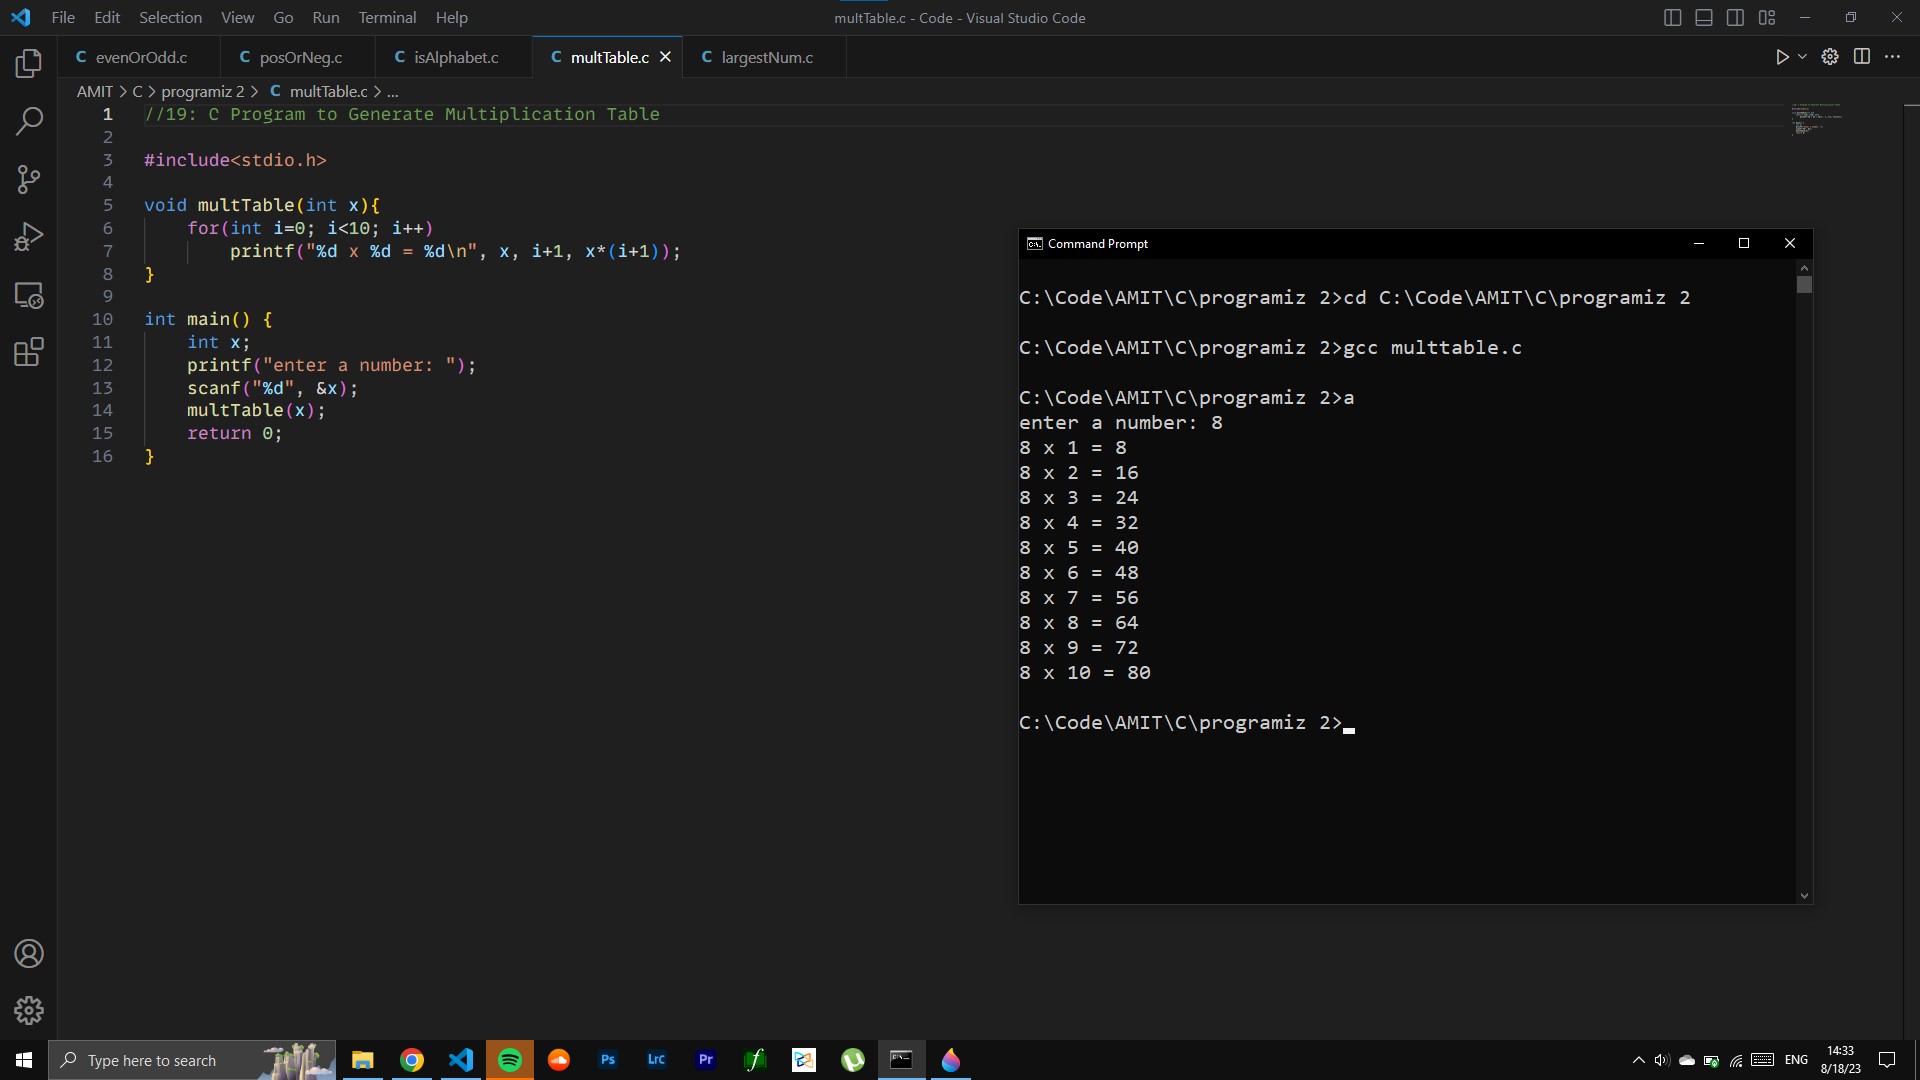 File Edit Selection View Go Run Terminal Help
multTable.c - Code - Visual Studio Code
C evenOrOdd.c C posOrNeg.c C isAlphabet.c C multTable.c C largestNum.c
AMIT > C > programiz 2 > C multTable.c > ...
1 //19: C Program to Generate Multiplication Table
2
3 #include<stdio.h>
4
5 void multTable(int x){
6 for(int i=0; i<10; i++)
7 printf("%d x %d = %d\n", x, i+1, x*(i+1));
8 }
9
10 int main() {
11 int x;
12 printf("enter a number: ");
13 scanf("%d", &x);
14 multTable(x);
15 return 0;
16 }
Command Prompt
C:\Code\AMIT\C\programiz 2>cd C:\Code\AMIT\C\programiz 2
C:\Code\AMIT\C\programiz 2>gcc multtable.c
C:\Code\AMIT\C\programiz 2>a
enter a number: 8
8 x 1 = 8
8 x 2 = 16
8 x 3 = 24
8 x 4 = 32
8 x 5 = 40
8 x 6 = 48
8 x 7 = 56
8 x 8 = 64
8 x 9 = 72
8 x 10 = 80
C:\Code\AMIT\C\programiz 2>
Type here to search
Ps
LrC
Pr
ENG
14:33
8/18/23